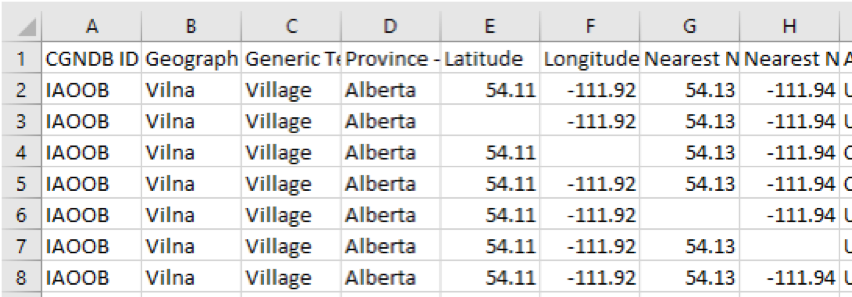 A B C D E F G H
1 CGNDB ID Geograph Generic Te Province - Latitude Longitude Nearest N Nearest N A
2 IAOOB Vilna Village Alberta 54.11 -111.92 54.13 -111.94 U
3 IAOOB Vilna Village Alberta -111.92 54.13 -111.94 U
4 IAOOB Vilna Village Alberta 54.11 54.13 -111.94 C
5 IAOOB Vilna Village Alberta 54.11 -111.92 54.13 -111.94 C
6 IAOOB Vilna Village Alberta 54.11 -111.92 -111.94 U
7 IAOOB Vilna Village Alberta 54.11 -111.92 54.13 U
8 IAOOB Vilna Village Alberta 54.11 -111.92 54.13 -111.94 U